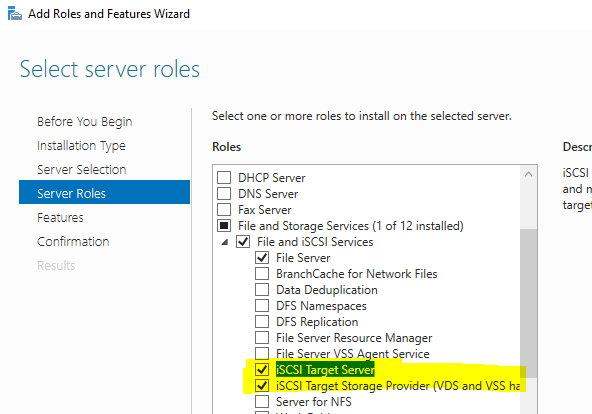 Add Roles and Features Wizard
Select server roles
Before You Begin
Installation Type
Server Selection
Server Roles
Features
Confirmation
Results
Select one or more roles to install on the selected server.
Roles
DHCP Server
DNS Server
Fax Server
File and Storage Services (1 of 12 installed)
File and iSCSI Services
File Server
BranchCache for Network Files
Data Deduplication
DFS Namespaces
DFS Replication
File Server Resource Manager
File Server VSS Agent Service
iSCSI Target Server
iSCSI Target Storage Provider (VDS and VSS ha
Server for NFS
Descr
iSCSI
and m
target